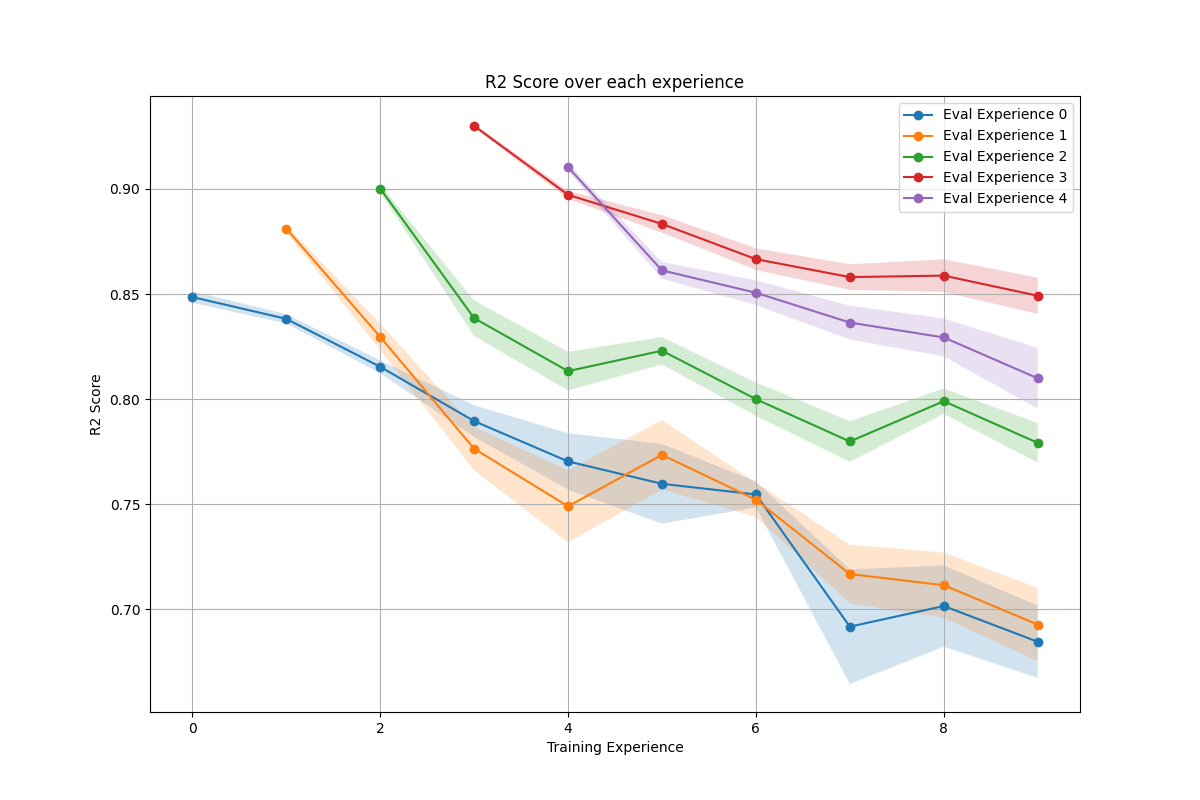 R2 Score over each experience
Eval Experience 0
Eval Experience 1
Eval Experience 2
Eval Experience 3
Eval Experience 4
R2 Score
0.90
0.85
0.80
0.75
0.70
0 2 4 6 8
Training Experience